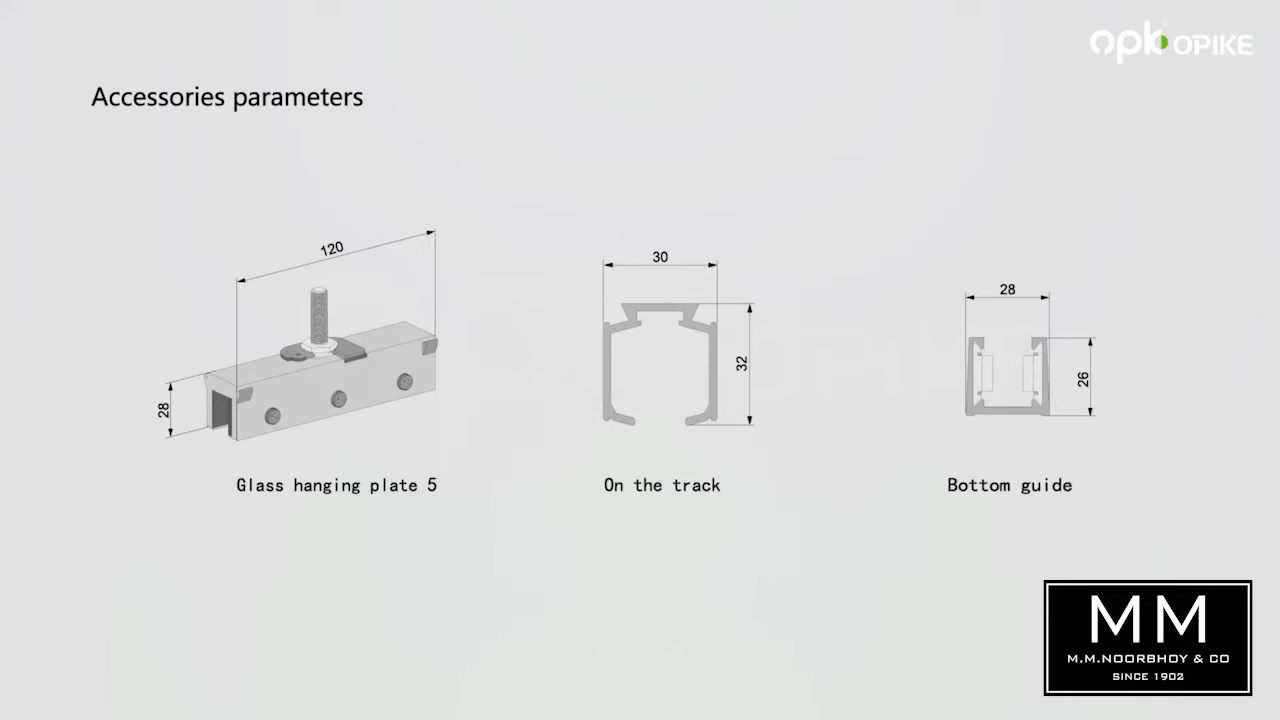 opk OPIKE
Accessories parameters
120
28
Glass hanging plate 5
30
32
On the track
28
26
Bottom guide
MM
M.M.NOORBHOY & CO
SINCE 1902